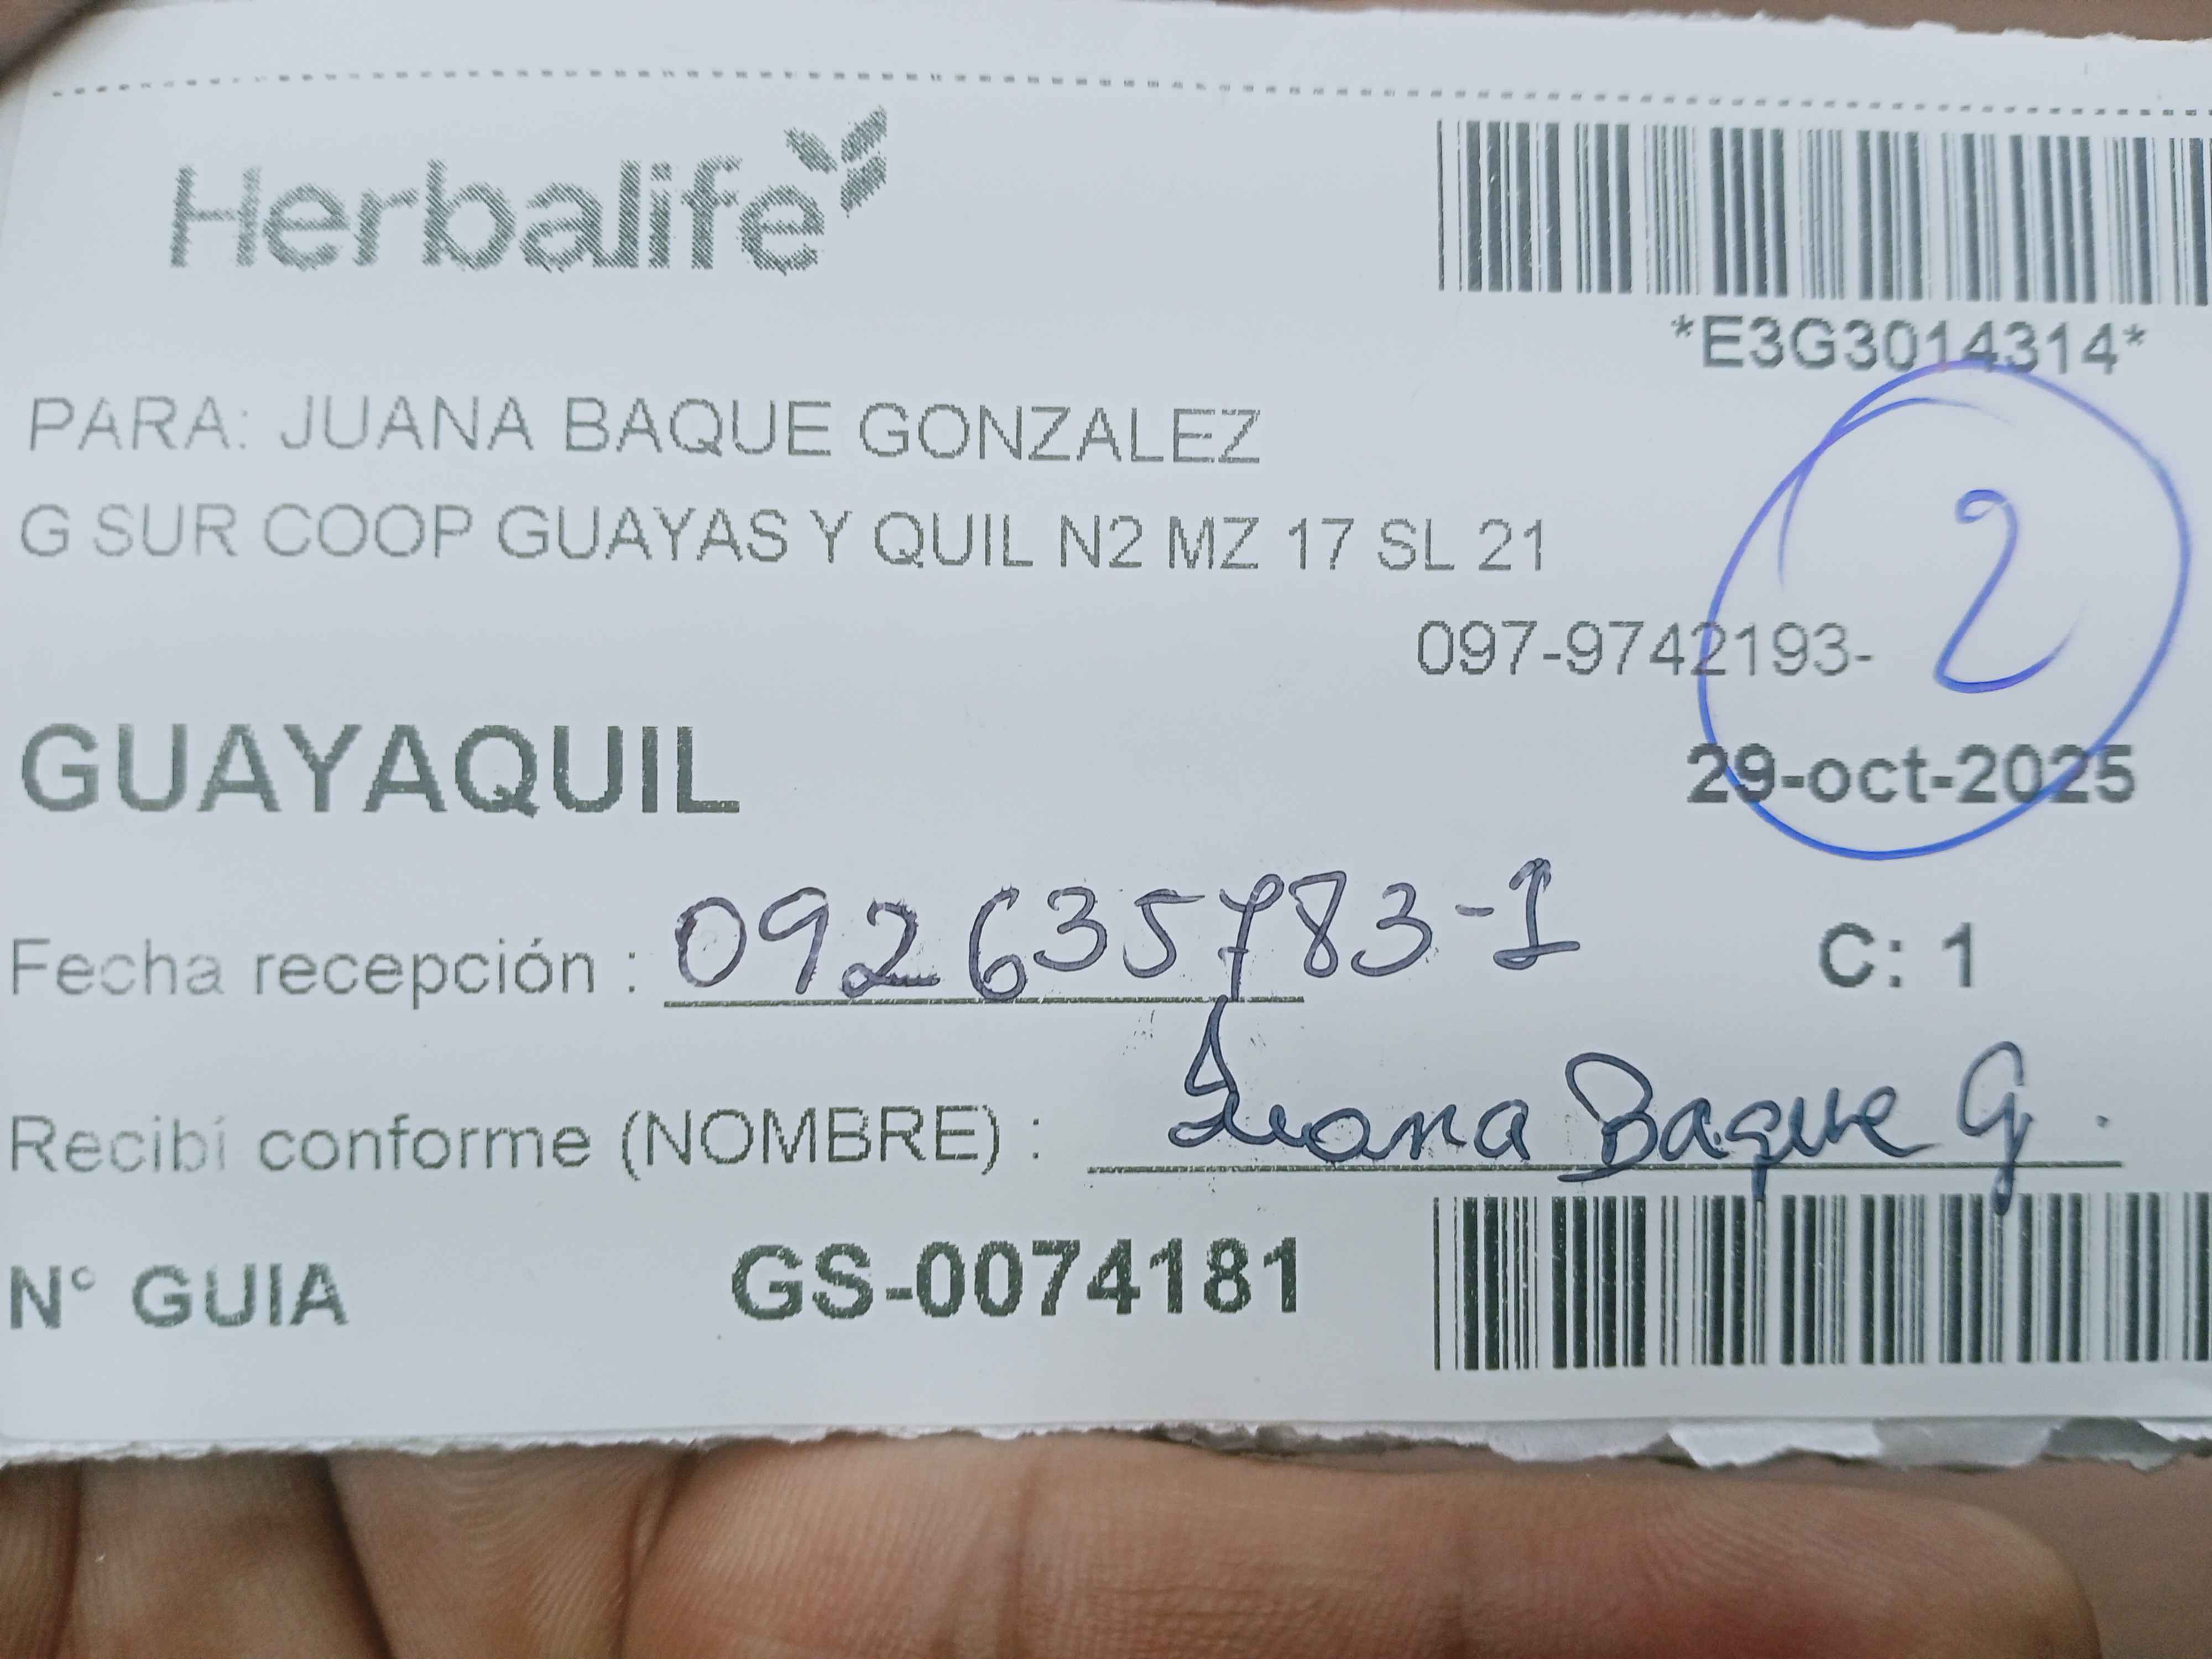 Herbalife
*E3G3014314*
PARA: JUANA BAQUE GONZALEZ
G SUR COOP GUAYAS Y QUIL N2 MZ 17 SL 21
2
097-9742193-
GUAYAQUIL
29-oct-2025
Fecha recepción : 092635783-1
C: 1
Recibí conforme (NOMBRE) : Juana Baque G.
N° GUIA GS-0074181